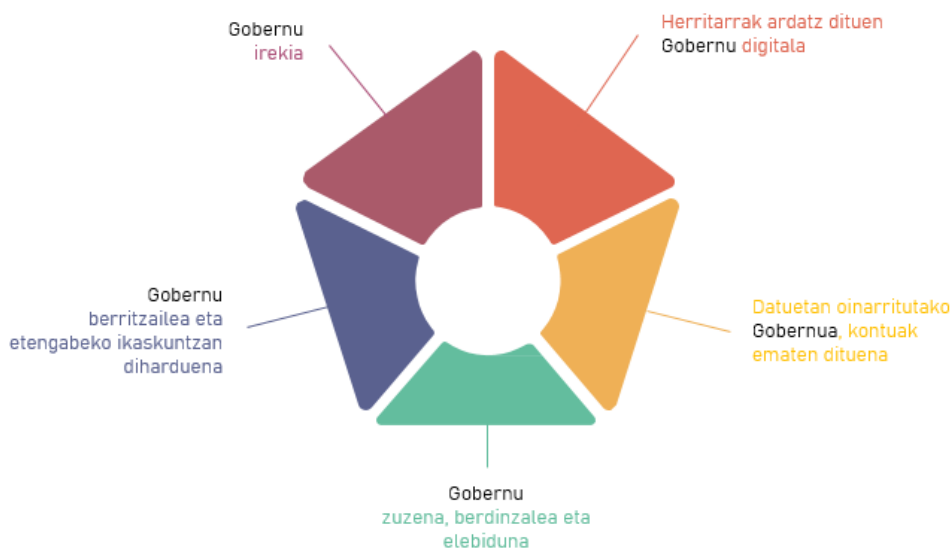 Gobernu
irekia
Herritarrak ardatz dituen
Gobernu digitala
Gobernu
berritzailea eta
etengabeko ikaskuntzan
diharduena
Datuetan oinarritutako
Gobernua, kontuak
ematen dituena
Gobernu
zuzena, berdinzalea eta
elebiduna